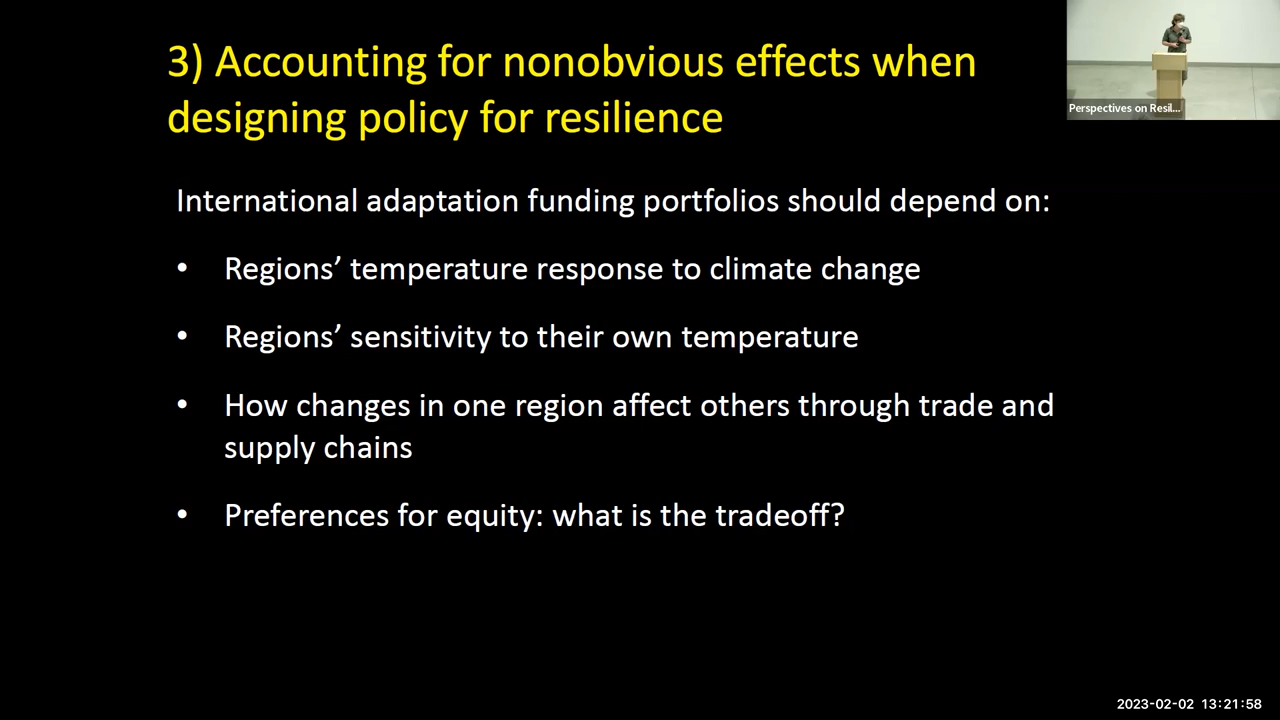 3) Accounting for nonobvious effects when
designing policy for resilience
Perspectives on Resil...
International adaptation funding portfolios should depend on:
• Regions’ temperature response to climate change
• Regions’ sensitivity to their own temperature
• How changes in one region affect others through trade and
supply chains
• Preferences for equity: what is the tradeoff?
2023-02-02 13:21:58